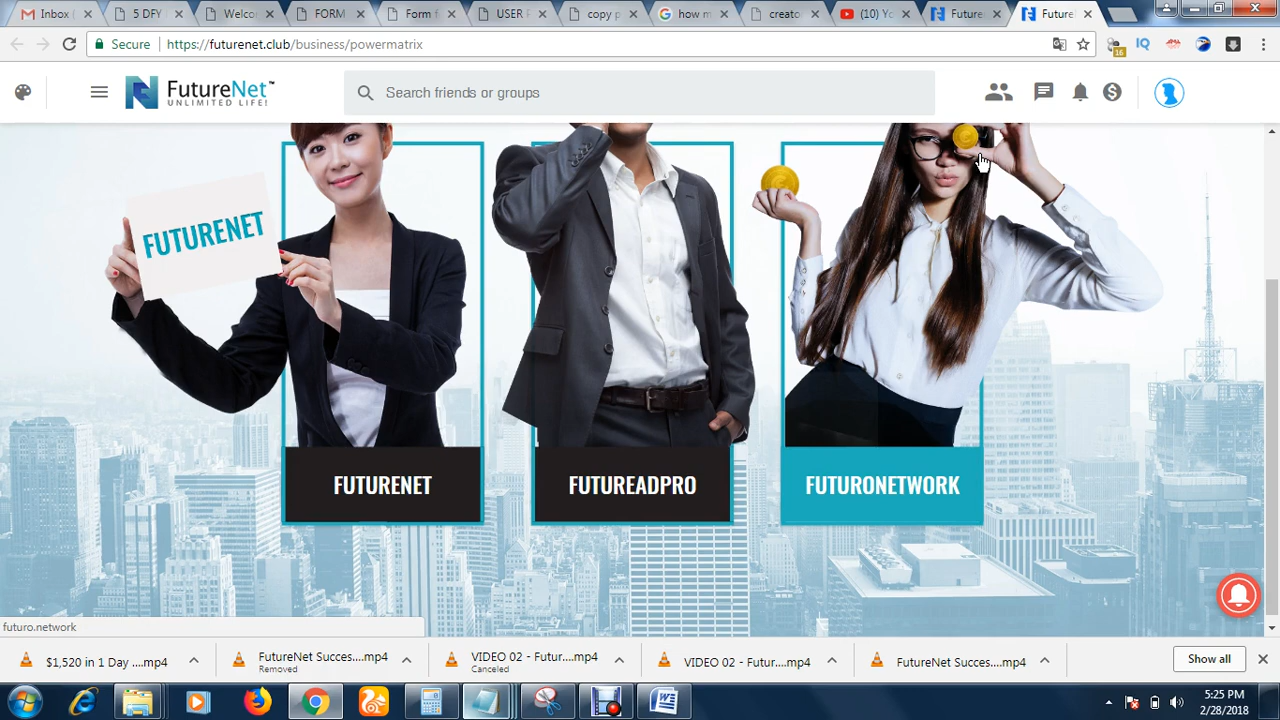 Inbox (
5 DFY
Welco
FORM
Form f
USER F
copy p
how m
creato
(10) Yo
Future
Future
Secure
https://futurenet.club/business/powermatrix
16
IQ
FutureNet™
UNLIMITED LIFE!
Search friends or groups
FUTURENET
FUTURENET
FUTUREADPRO
FUTURONETWORK
futuro.network
$1,520 in 1 Day ....mp4
FutureNet Succes....mp4
Removed
VIDEO 02 - Futur....mp4
Canceled
VIDEO 02 - Futur....mp4
FutureNet Succes....mp4
Show all
5:25 PM
2/28/2018